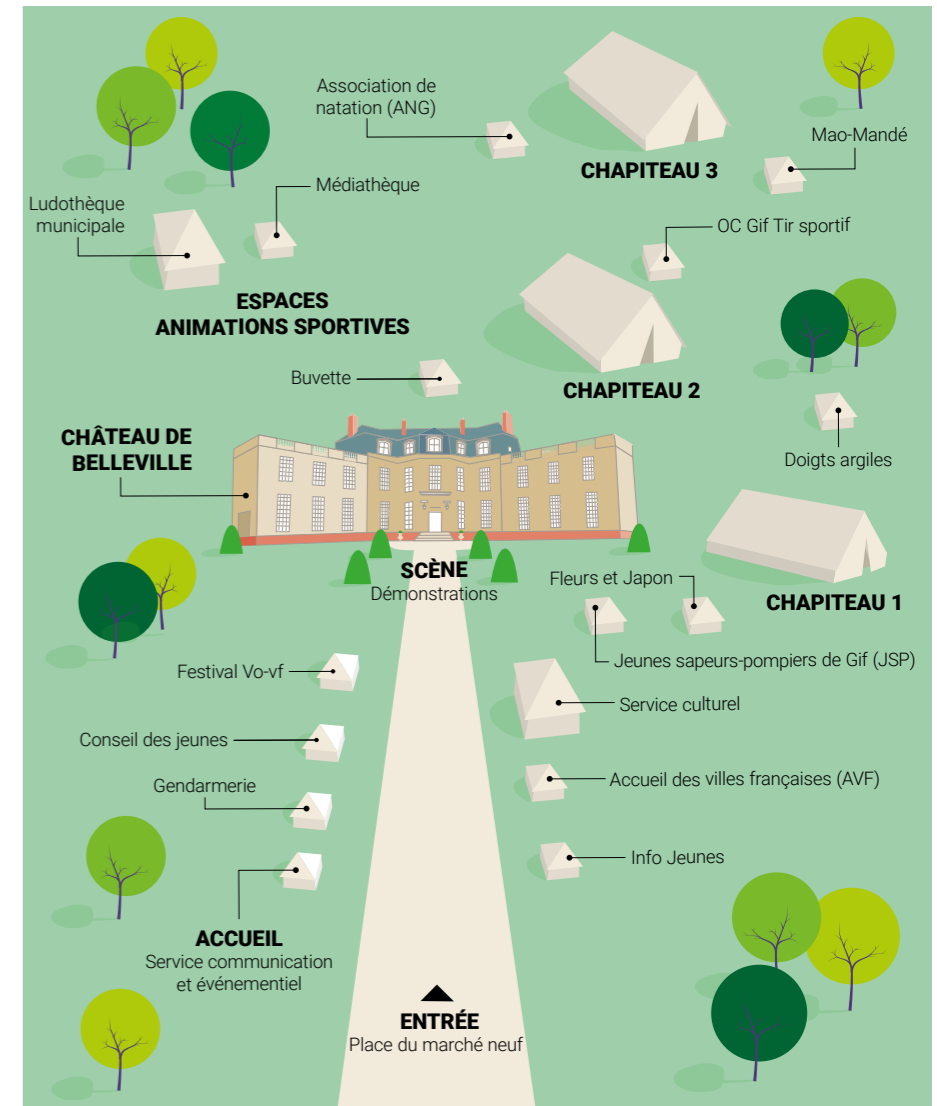 Association de
natation (ANG)
CHAPITEAU 3
Mao-Mandé
Médiathèque
Ludothèque
municipale
OC Gif Tir sportif
ESPACES
ANIMATIONS SPORTIVES
Buvette
CHAPITEAU 2
CHÂTEAU DE
BELLEVILLE
Doigts argiles
SCÈNE
Démonstrations
Fleurs et Japon
CHAPITEAU 1
Jeunes sapeurs-pompiers de Gif (JSP)
Festival Vo-vf
Service culturel
Conseil des jeunes
Accueil des villes françaises (AVF)
Gendarmerie
Info Jeunes
ACCUEIL
Service communication
et événementiel
ENTRÉE
Place du marché neuf